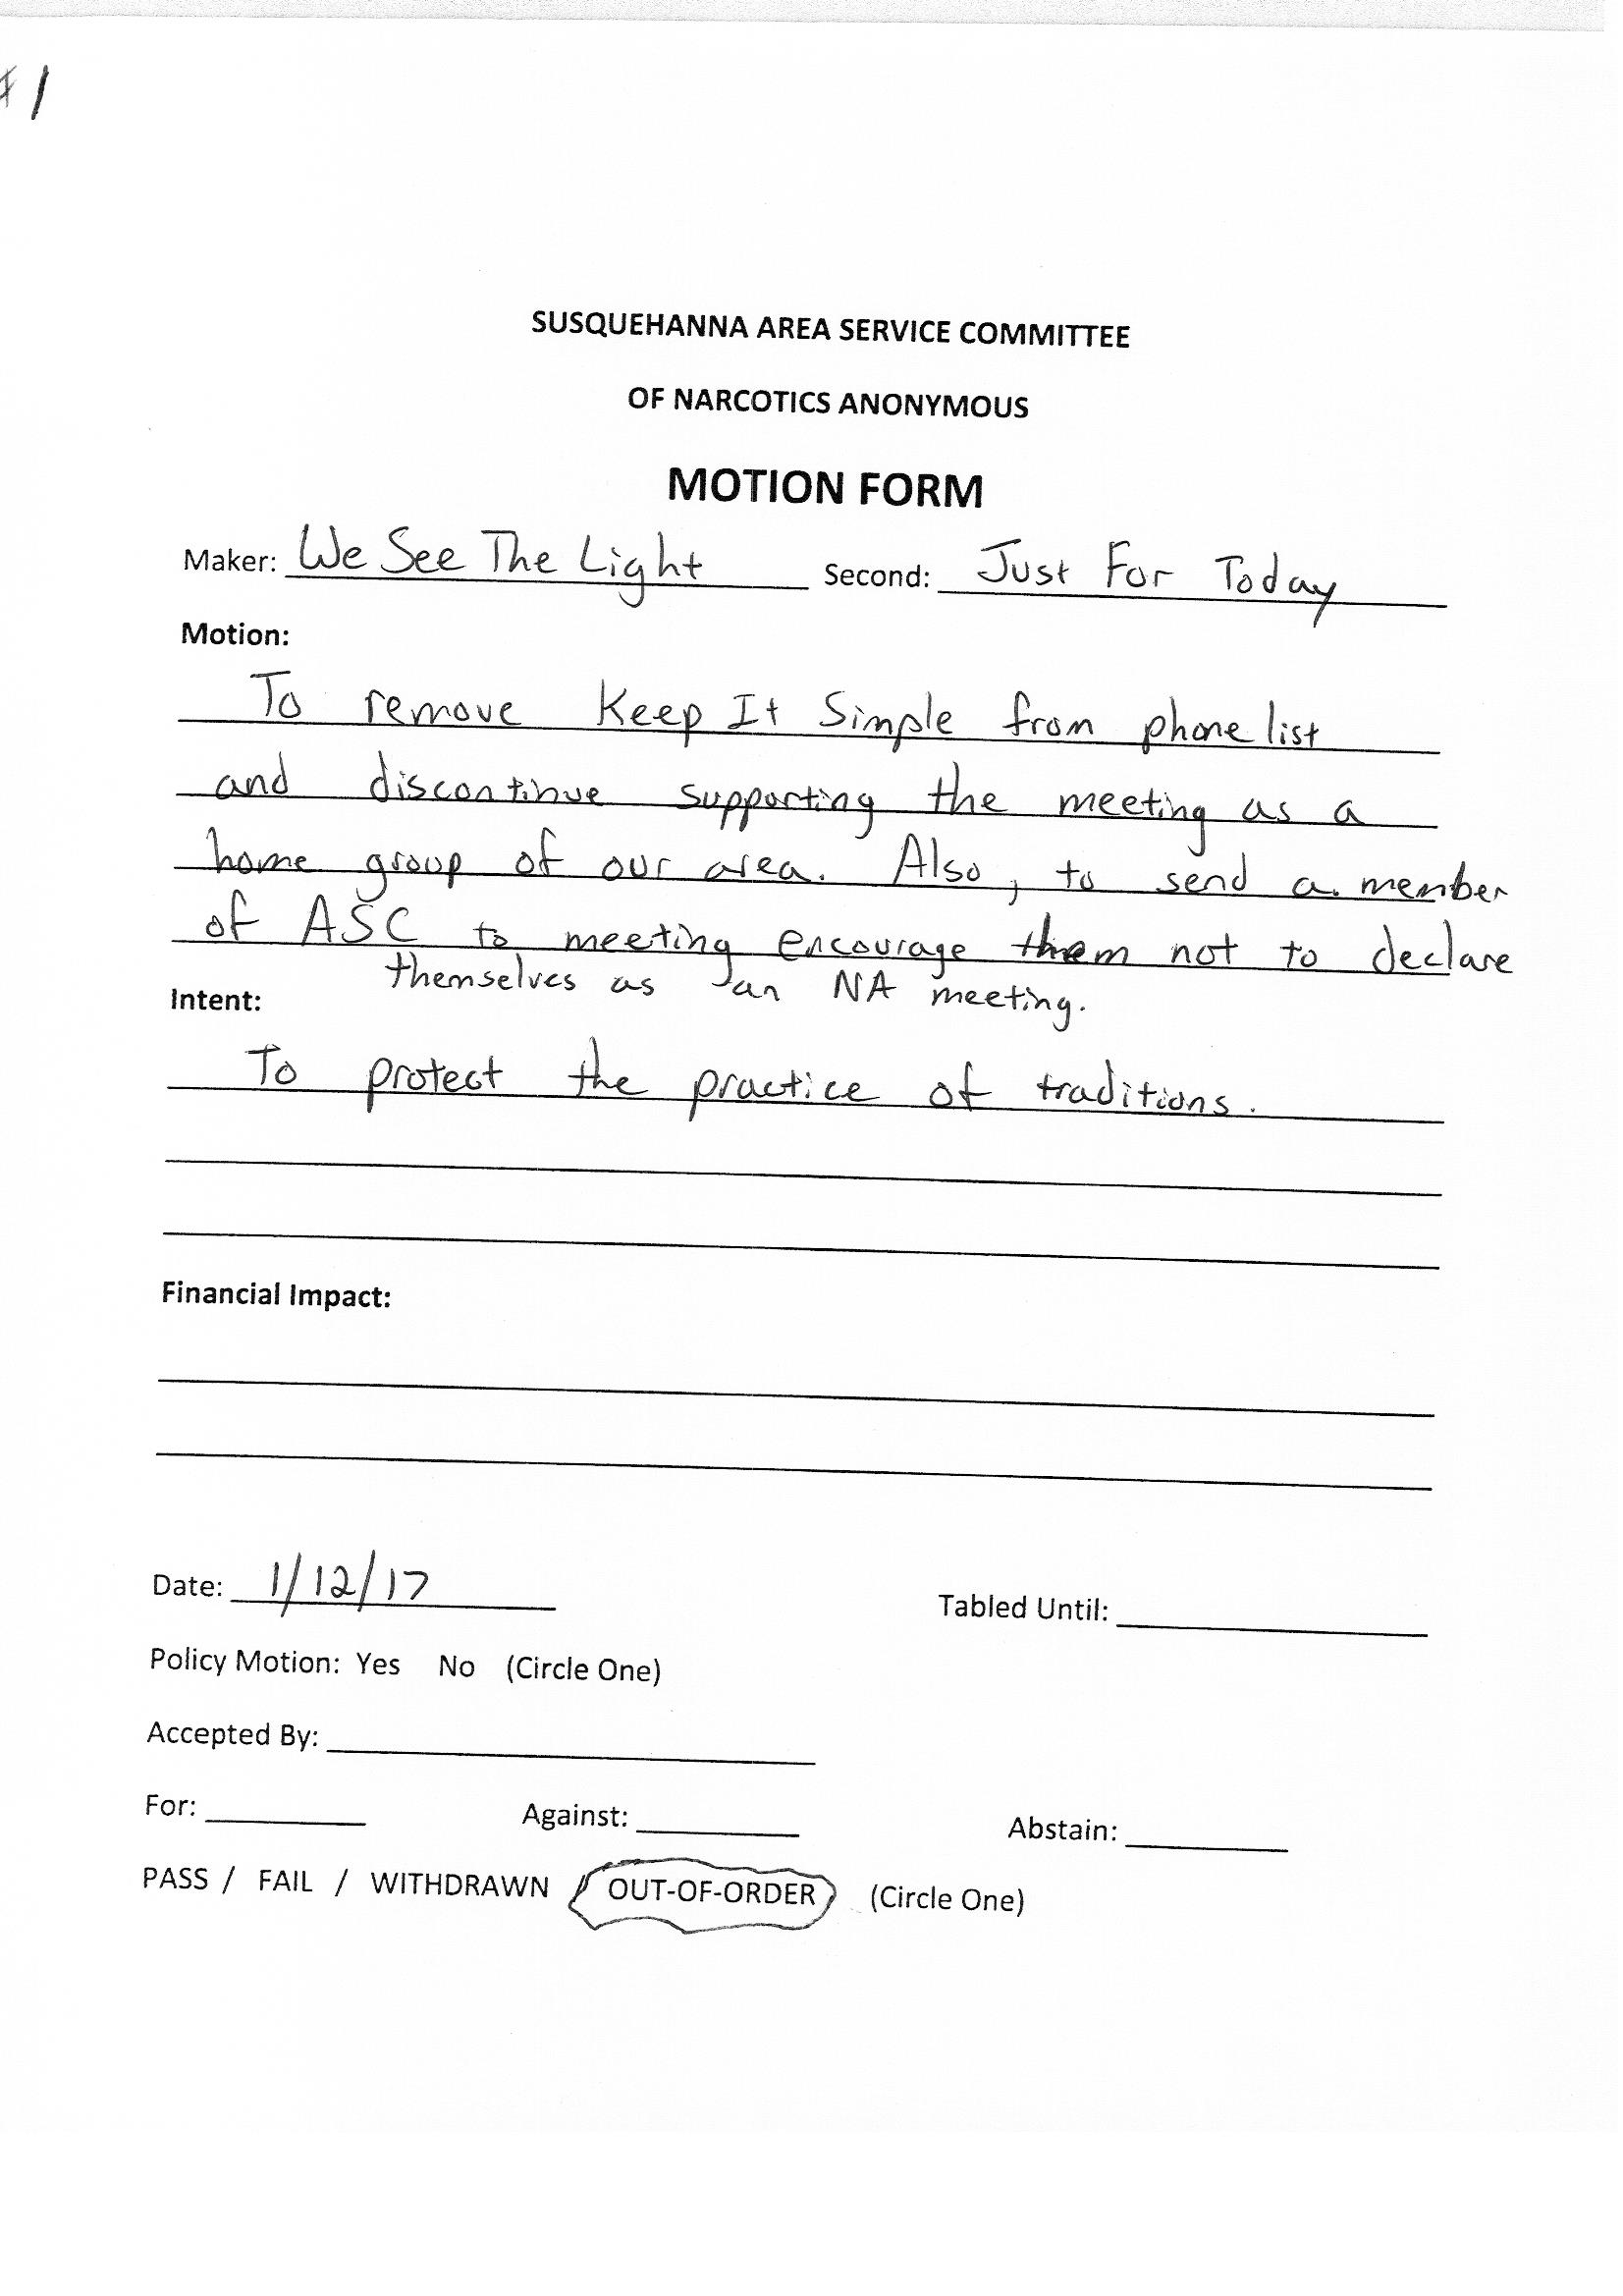 #1
SUSQUEHANNA AREA SERVICE COMMITTEE
OF NARCOTICS ANONYMOUS
MOTION FORM
Maker: We See The Light Second: Just For Today
Motion:
To remove Keep It Simple from phone list
and discontinue supporting the meeting as a
home group of our area. Also, to send a member
of ASC to meeting encourage them not to declare
themselves as an NA meeting.
Intent:
To protect the practice of traditions.
Financial Impact:
Date: 1/12/17 Tabled Until:
Policy Motion: Yes No (Circle One)
Accepted By:
For: Against: Abstain:
PASS / FAIL / WITHDRAWN / OUT-OF-ORDER (Circle One)